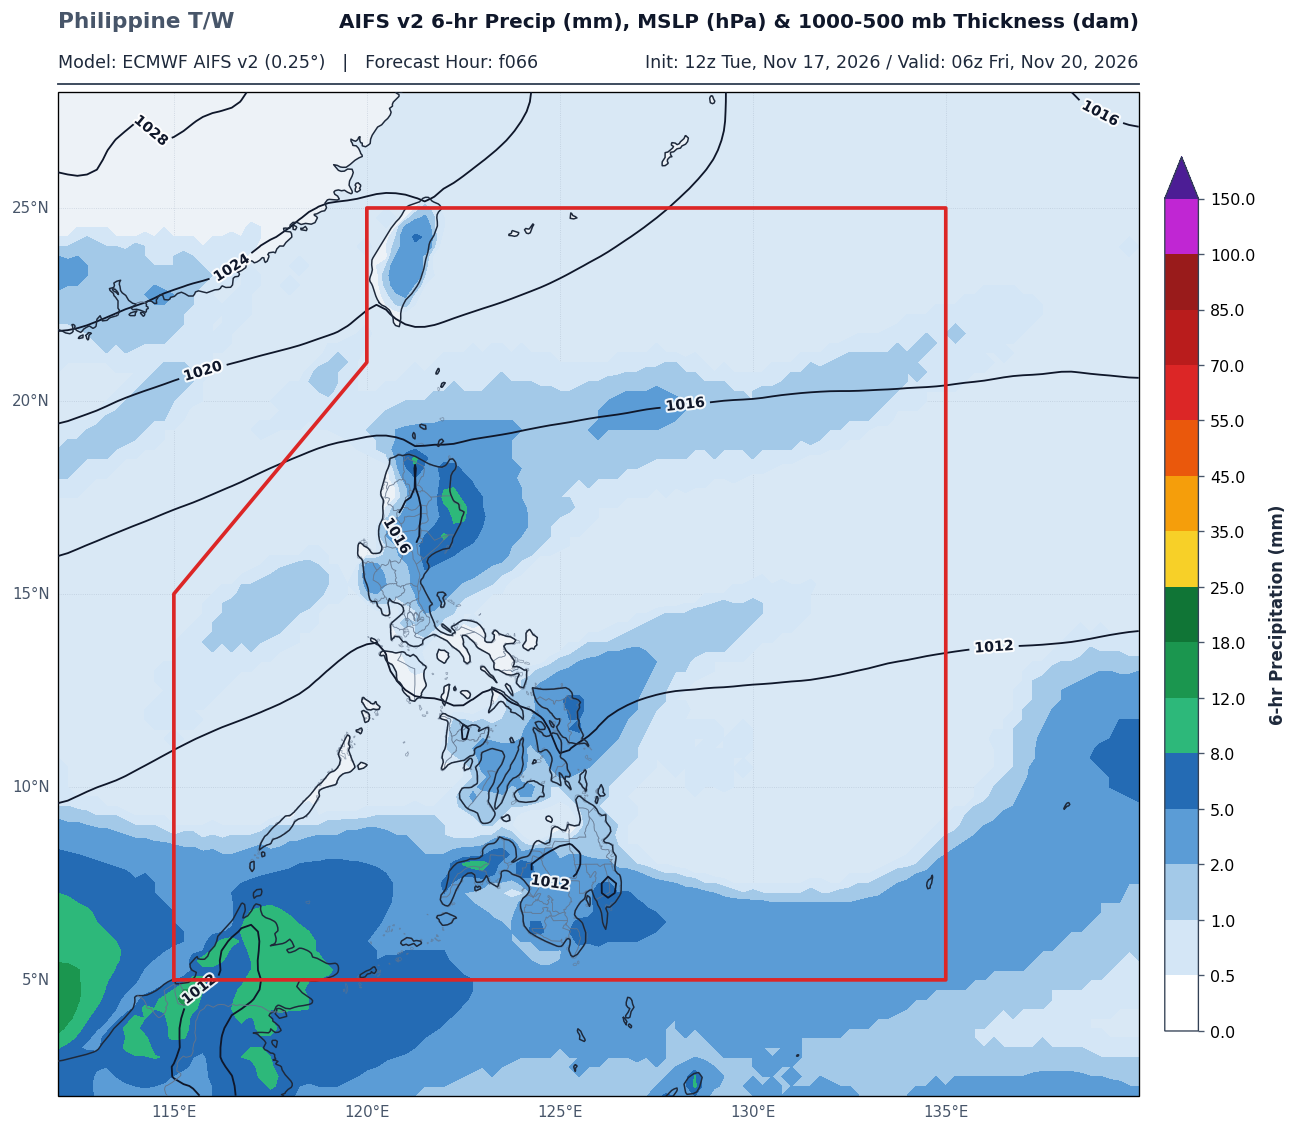 Philippine T/W
AIFS v2 6-hr Precip (mm), MSLP (hPa) & 1000-500 mb Thickness (dam)
Model: ECMWF AIFS v2 (0.25°) | Forecast Hour: f066
Init: 12z Tue, Nov 17, 2026 / Valid: 06z Fri, Nov 20, 2026
1028
1016
1024
1020
1016
1016
1012
1012
1012
25°N
20°N
15°N
10°N
5°N
115°E
120°E
125°E
130°E
135°E
150.0
100.0
85.0
70.0
55.0
45.0
35.0
25.0
18.0
12.0
8.0
5.0
2.0
1.0
0.5
0.0
6-hr Precipitation (mm)